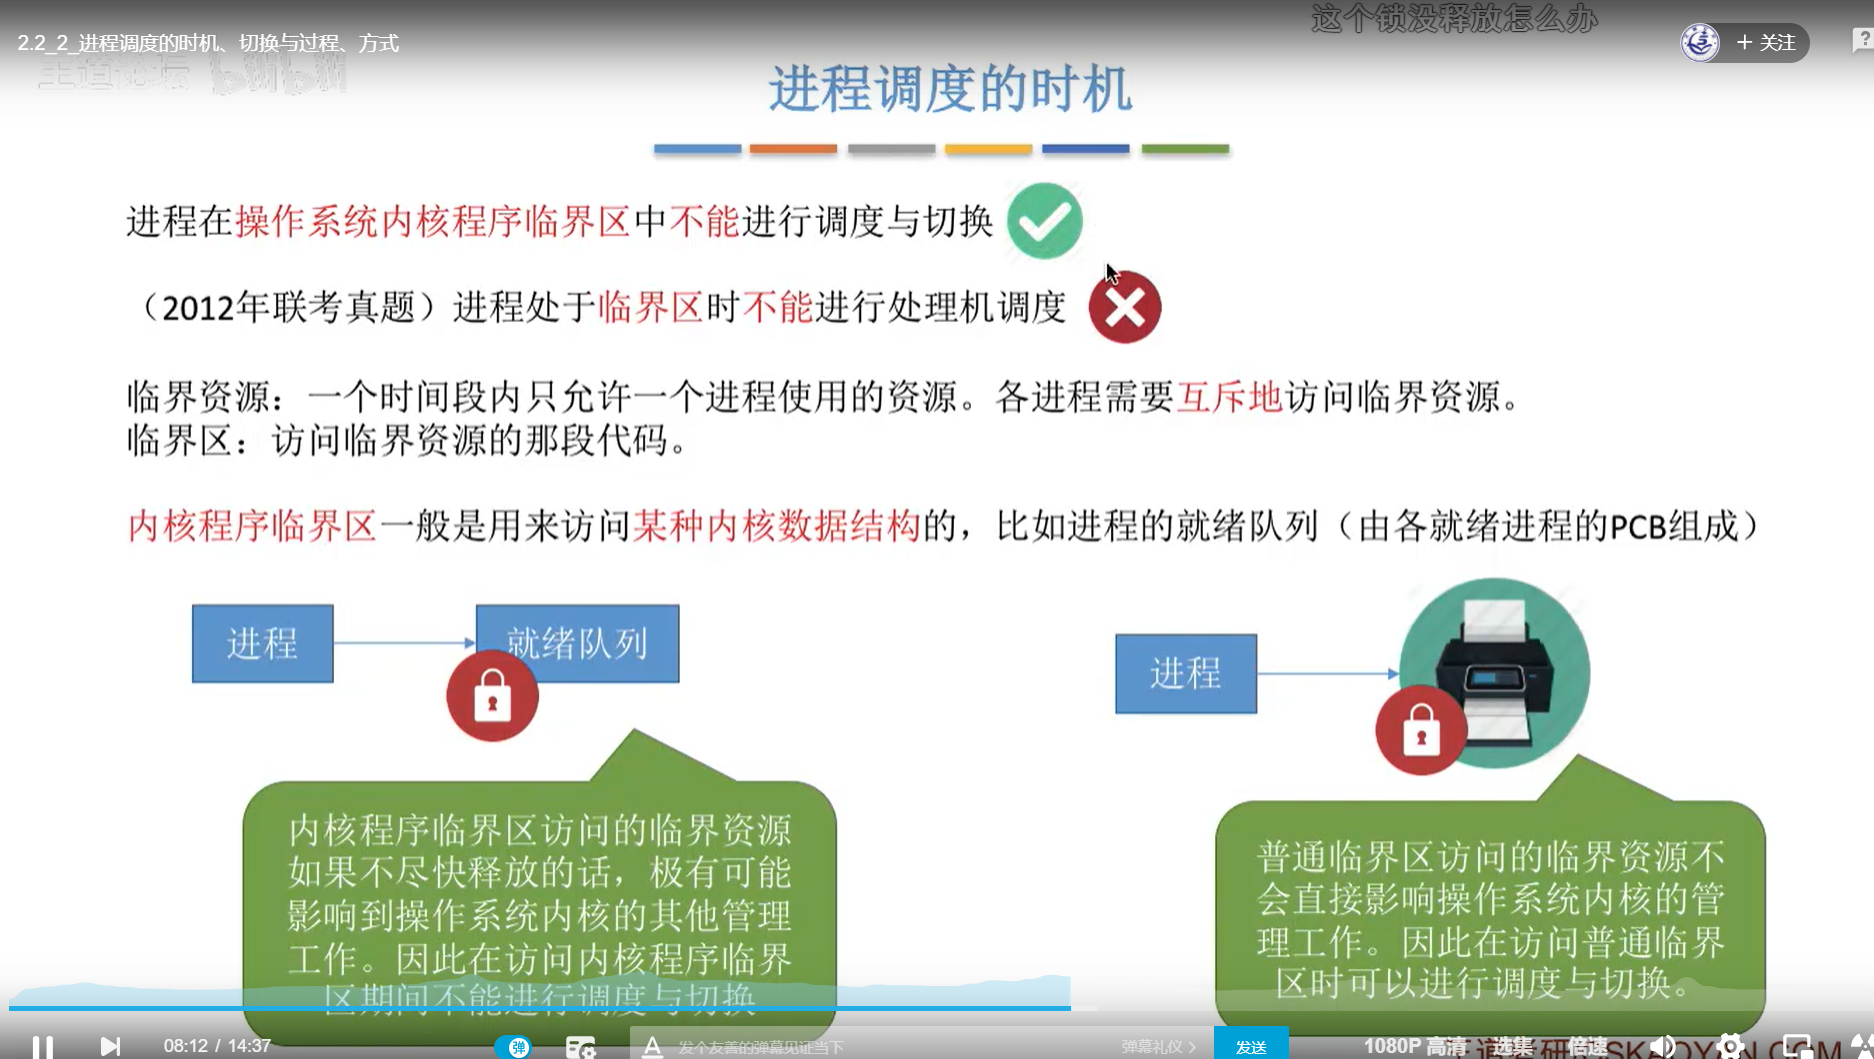 这个锁没释放怎么办
2.2_2_进程调度的时机、切换与过程、方式
+ 关注
王道论坛 bilibili
进程调度的时机
进程在操作系统内核程序临界区中不能进行调度与切换
（2012年联考真题）进程处于临界区时不能进行处理机调度
临界资源：一个时间段内只允许一个进程使用的资源。各进程需要互斥地访问临界资源。
临界区：访问临界资源的那段代码。
内核程序临界区一般是用来访问某种内核数据结构的，比如进程的就绪队列（由各就绪进程的PCB组成）
进程
就绪队列
进程
内核程序临界区访问的临界资源
如果不尽快释放的话，极有可能
影响到操作系统内核的其他管理
工作。因此在访问内核程序临界
区期间不能进行调度与切换
普通临界区访问的临界资源不
会直接影响操作系统内核的管
理工作。因此在访问普通临界
区时可以进行调度与切换。
08:12 / 14:37
弹
发个友善的弹幕见证当下
弹幕礼仪 >
发送
1080P 高清
选集
倍速
王道考研/CSKAOYAN.COM